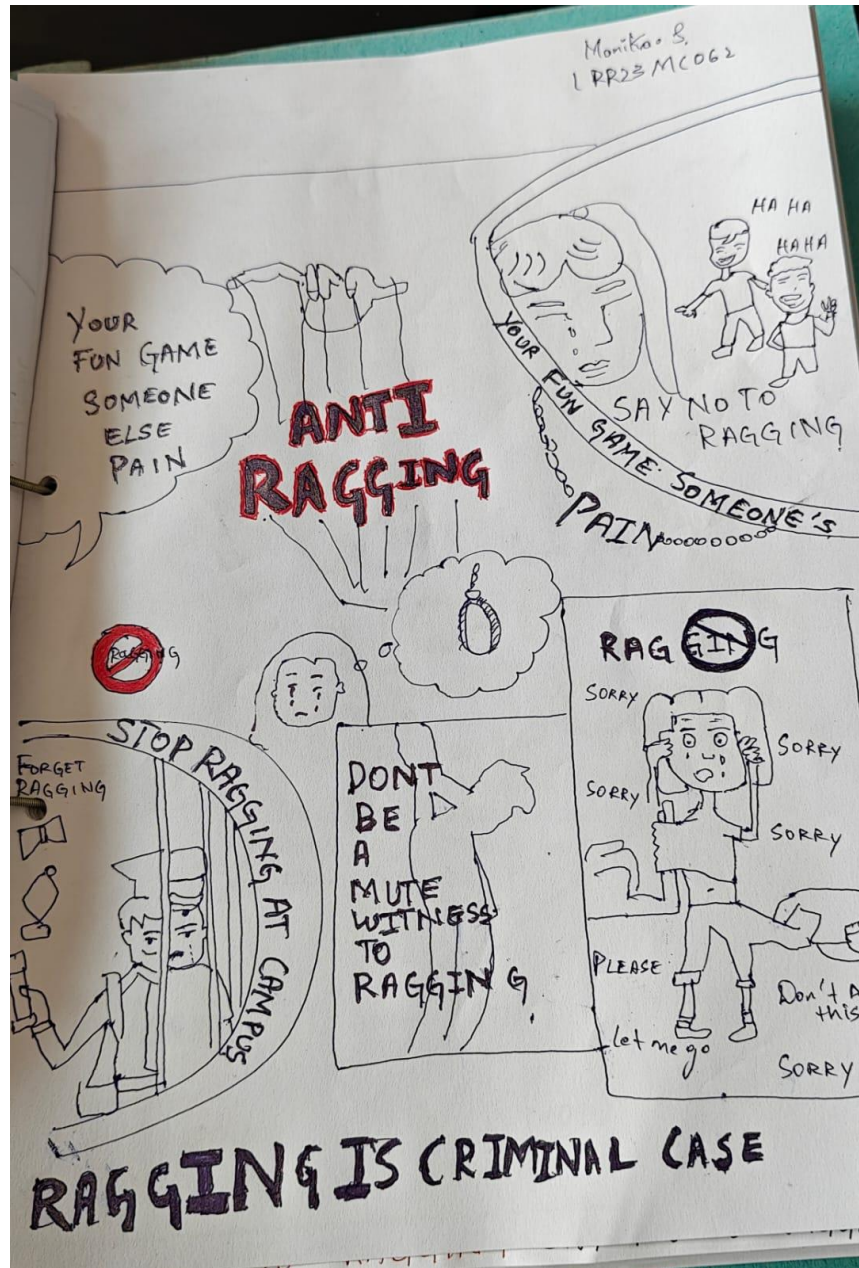 Monika. S.
1RR23MC062
YOUR
FUN GAME
SOMEONE
ELSE
PAIN
ANTI
RAGGING
HA HA
HAHA
YOUR FUN GAME SOMEONE'S
PAIN
SAY NO TO
RAGGING
RAGGING
STOP RAGGING AT CAMPUS
FORGET
RAGGING
DONT
BE
A
MUTE
WITNESS
TO
RAGGING
RAGGING
SORRY
SORRY
SORRY
SORRY
PLEASE
Don't
this
let me go
SORRY
RAGGING IS CRIMINAL CASE